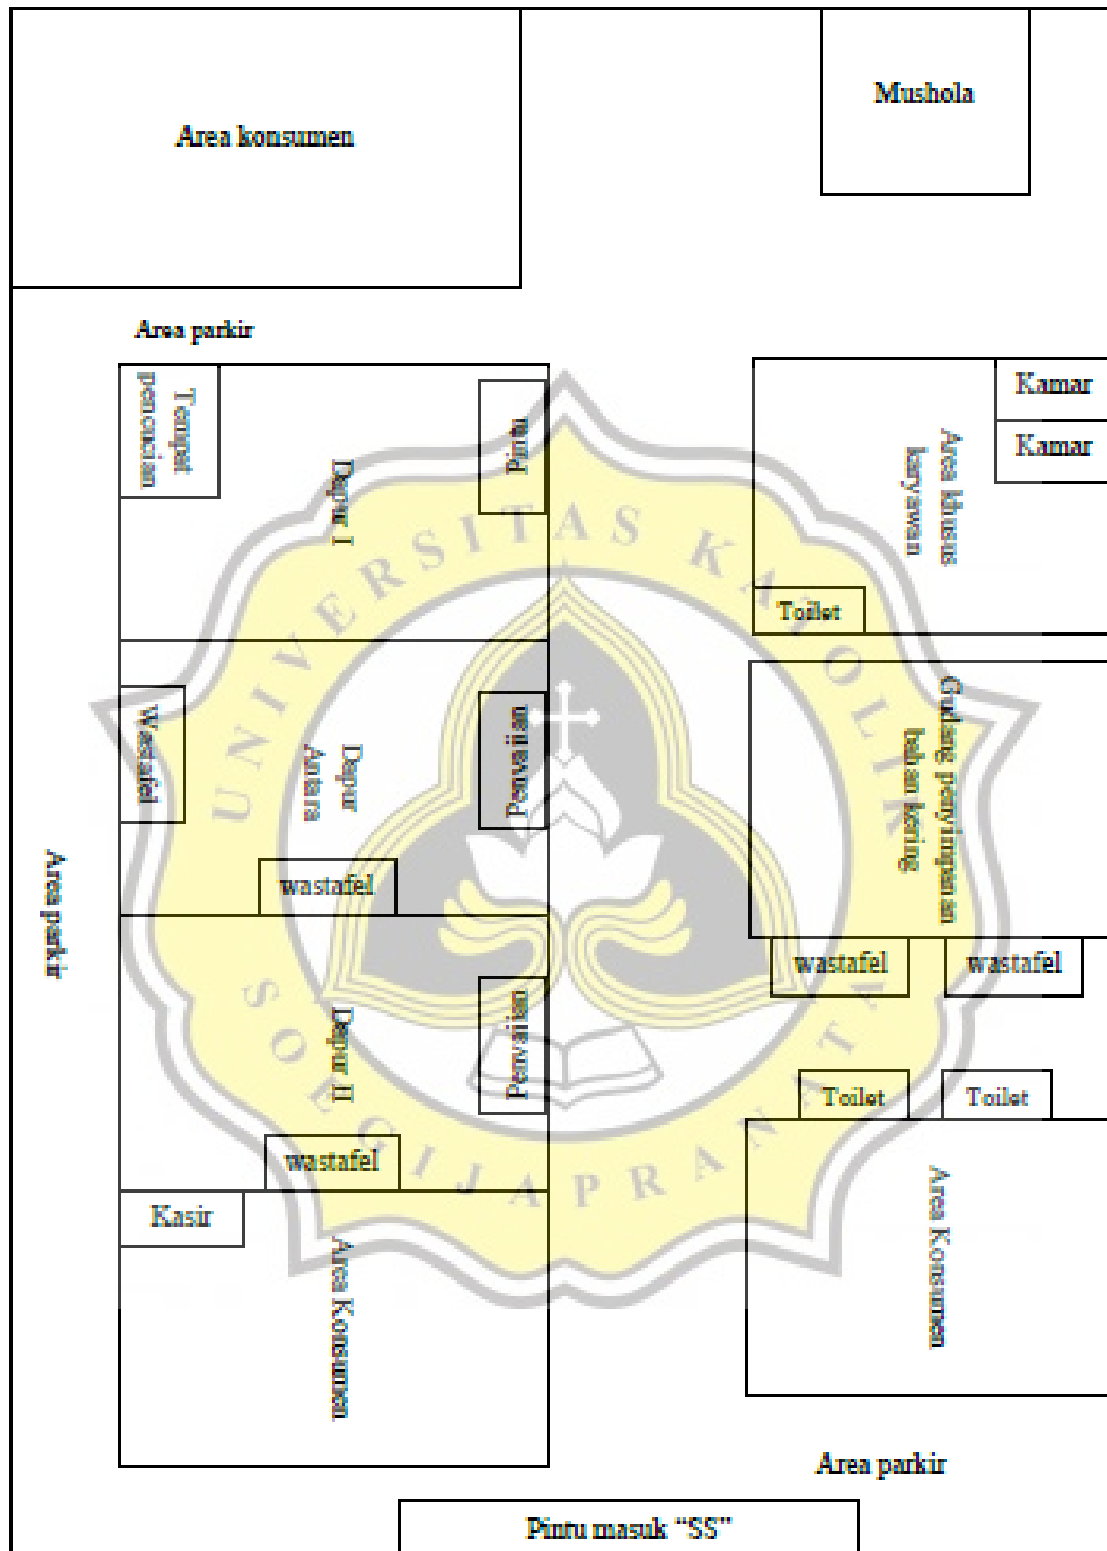 Area konsumen
Mushola
Area parkir
Tempat
pencucian
Dapur I
Pintu
Area khusus
karyawan
Kamar
Kamar
Toilet
Wastafel
Dapur
Antara
Penyajian
wastafel
Gudang penyimpanan
bahan kering
wastafel
wastafel
Area parkir
Dapur II
Penyajian
wastafel
Toilet
Toilet
Kasir
Area Konsumen
Area Konsumen
Area parkir
Pintu masuk “SS”
UNIVERSITAS KATOLIK
SOEGIJAPRANATA